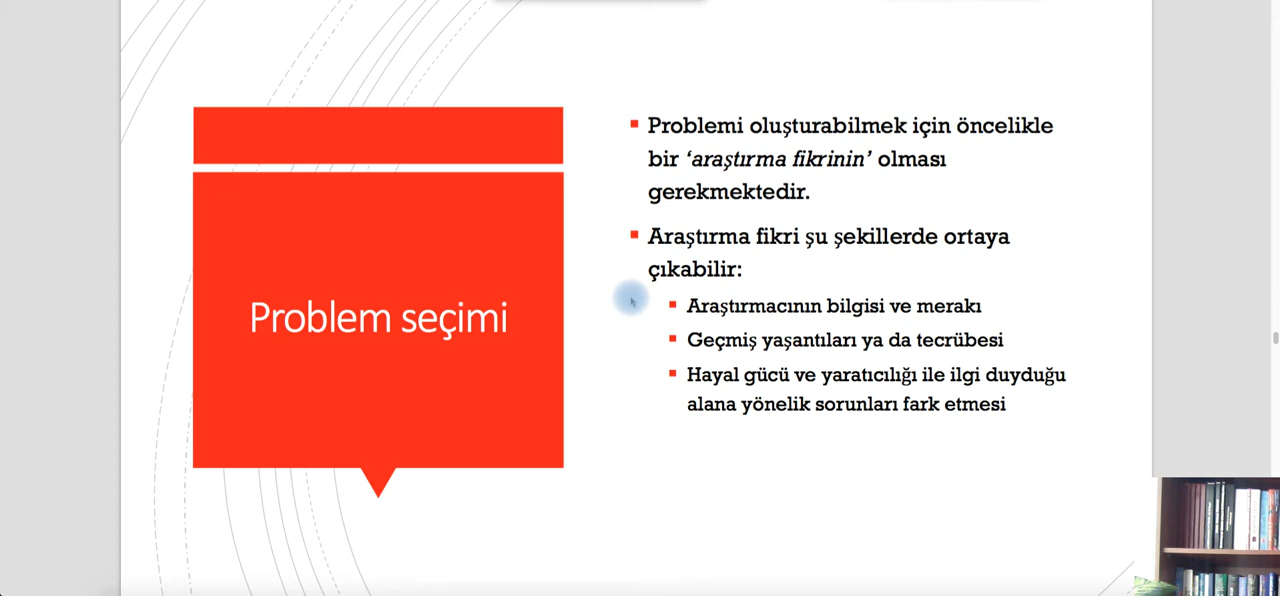 Problem seçimi
Problemi oluşturabilmek için öncelikle
bir ‘araştırma fikrinin’ olması
gerekmektedir.
Araştırma fikri şu şekillerde ortaya
çıkabilir:
Araştırmacının bilgisi ve merakı
Geçmiş yaşantıları ya da tecrübesi
Hayal gücü ve yaratıcılığı ile ilgi duyduğu
alana yönelik sorunları fark etmesi